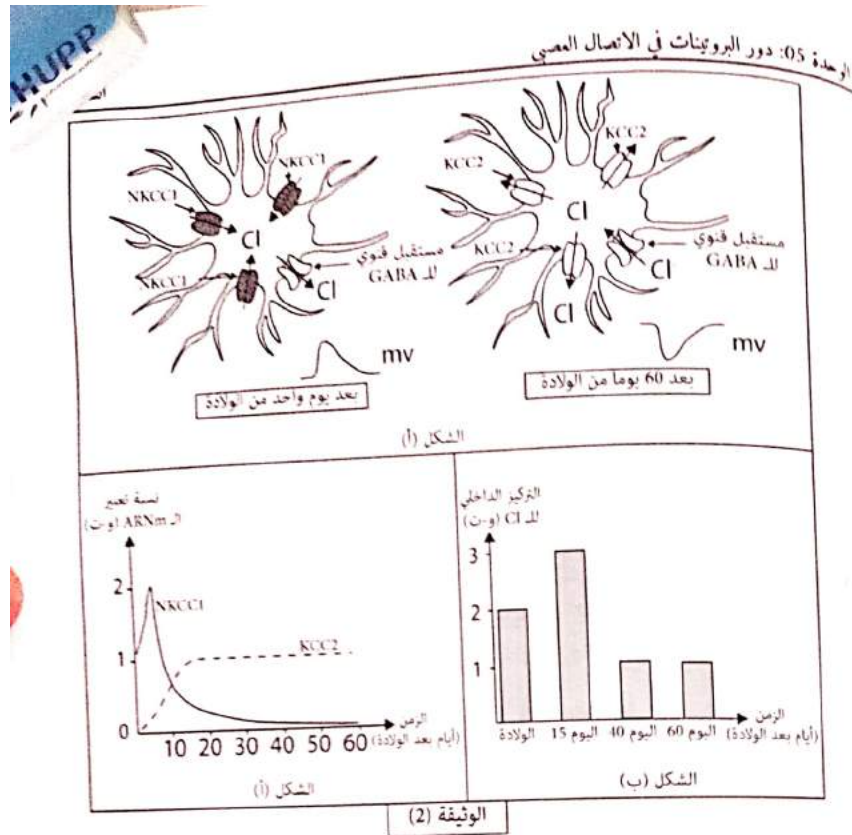 HUPP
الوحدة 05: دور البروتينات في الاتصال العصبي
NKCC1
NKCC1
NKCC1
Cl
Cl
مستقبل قنوي
للـ GABA
mv
بعد يوم واحد من الولادة
KCC2
KCC2
KCC2
Cl
Cl
Cl
مستقبل قنوي
للـ GABA
mv
بعد 60 يوما من الولادة
الشكل (أ)
نسبة تعبير
الـ ARNm (و-ت)
2
1
0
NKCC1
KCC2
10 20 30 40 50 60
الزمن
(أيام بعد الولادة)
الشكل (أ)
التركيز الداخلي
للـ Cl (و-ت)
3
2
1
الولادة
اليوم 15
اليوم 40
اليوم 60
الزمن
(أيام بعد الولادة)
الشكل (ب)
الوثيقة (2)